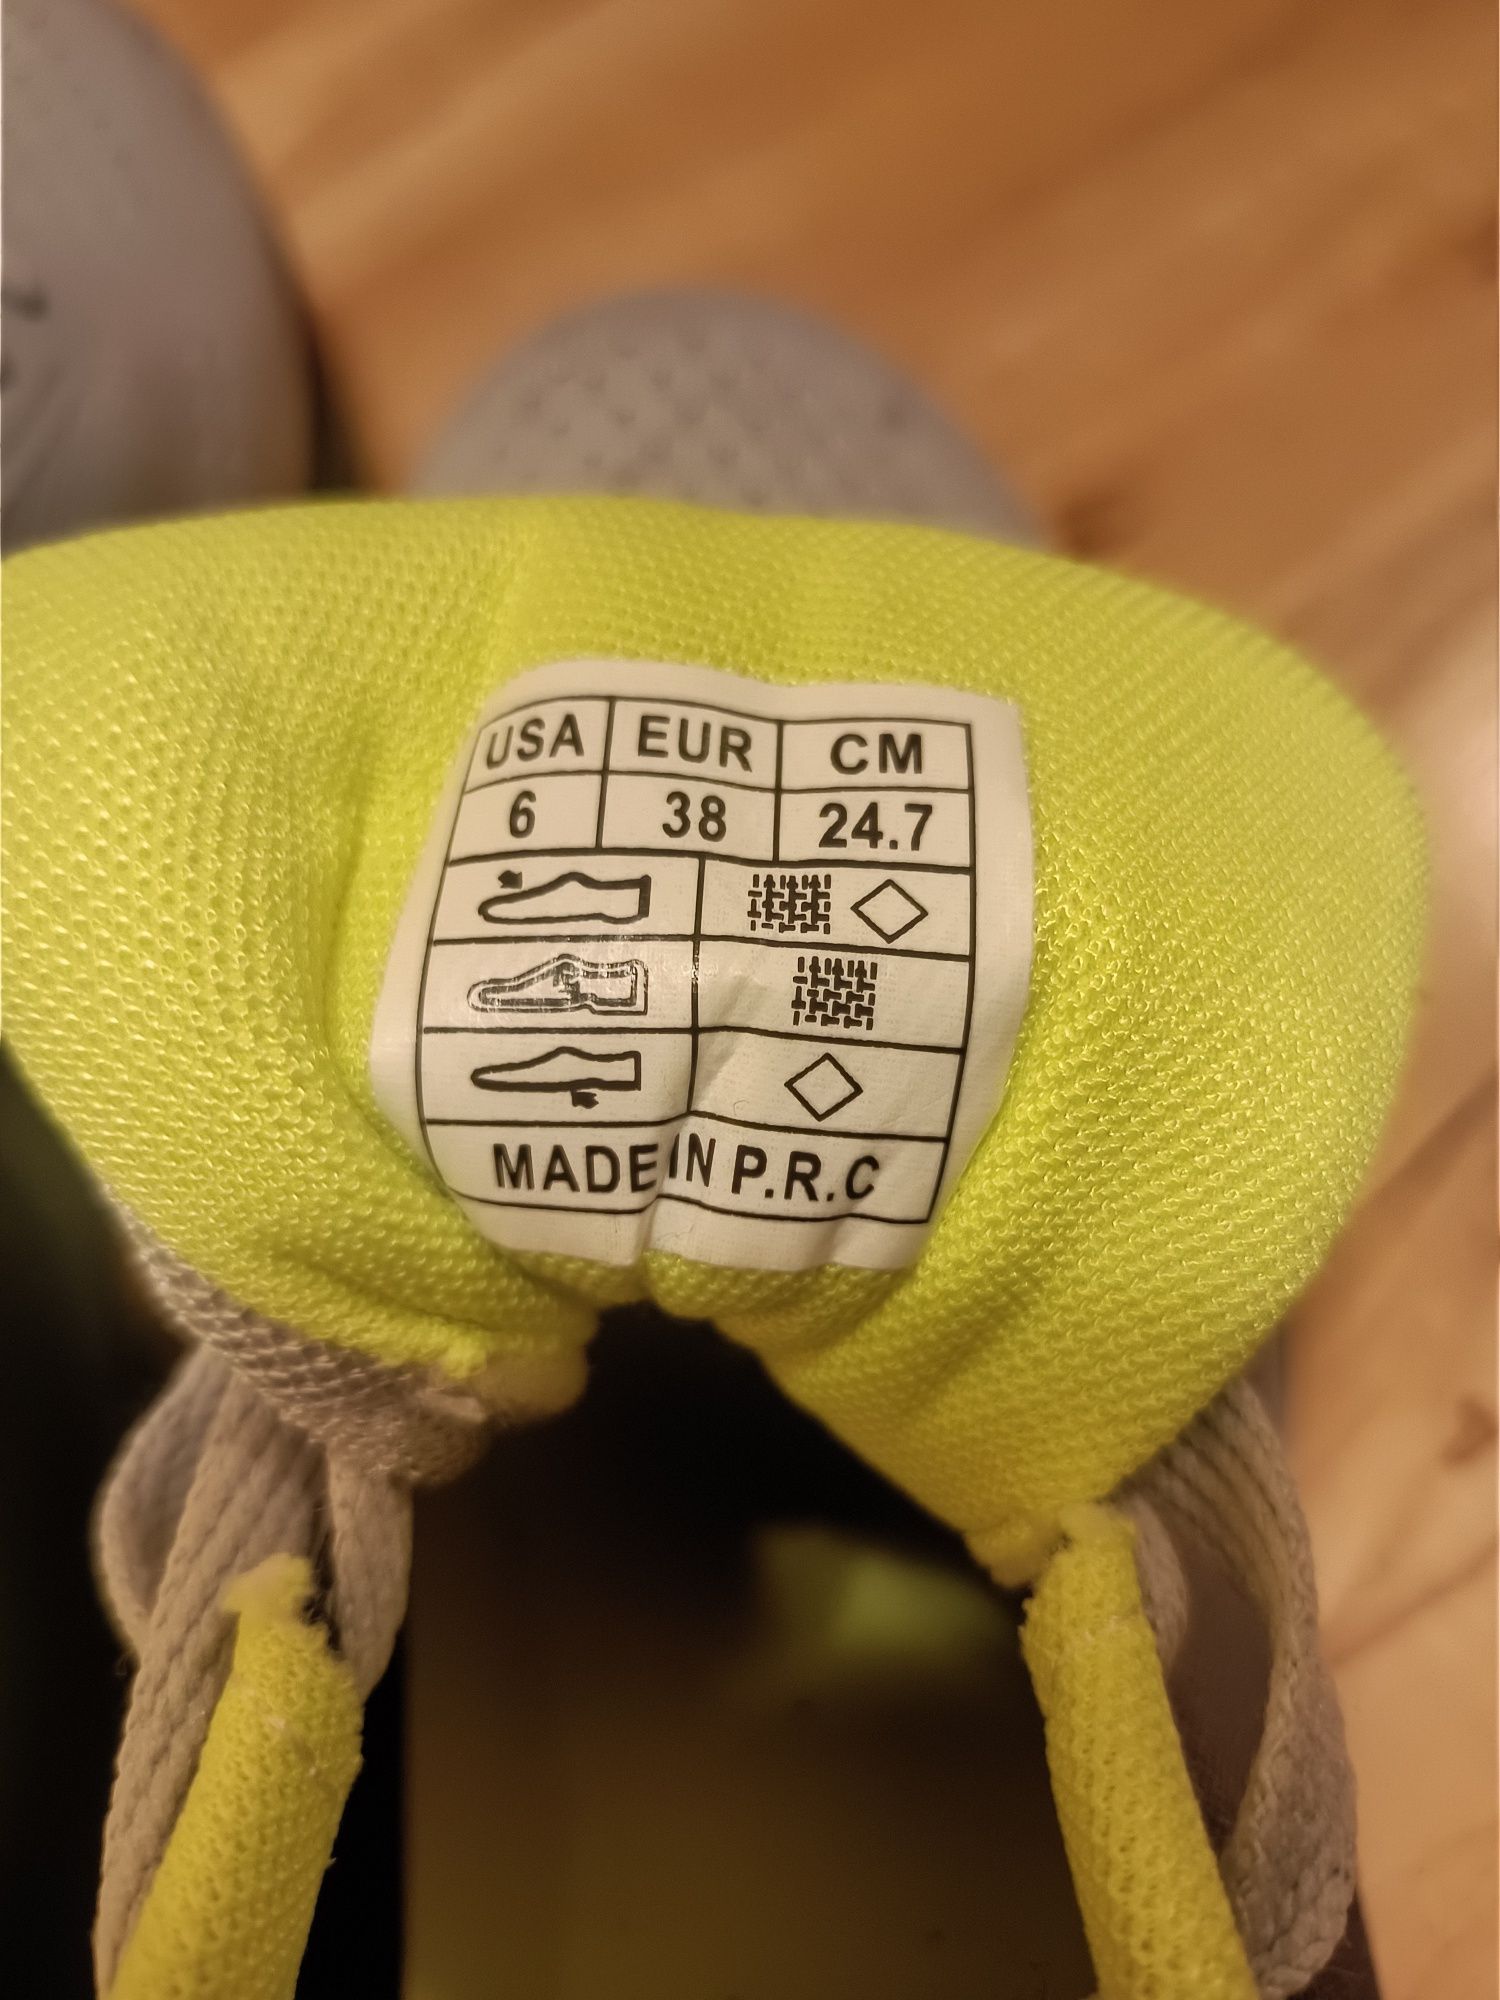 USA EUR CM
6 38 24.7
MADE IN P.R.C